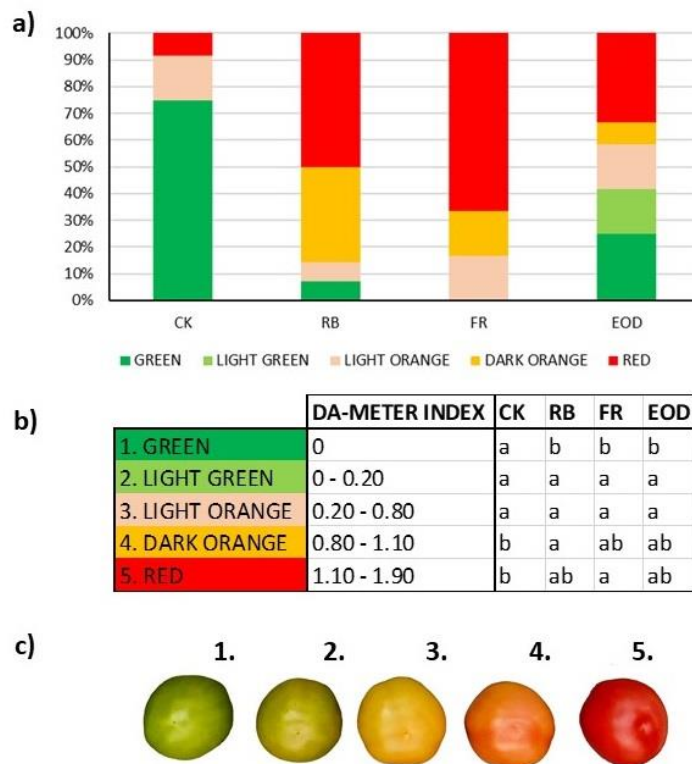 a)
100%
90%
80%
70%
60%
50%
40%
30%
20%
10%
0%
CK RB FR EOD
GREEN LIGHT GREEN LIGHT ORANGE DARK ORANGE RED
b)
DA-METER INDEX CK RB FR EOD
1. GREEN 0 a b b b
2. LIGHT GREEN 0 - 0.20 a a a a
3. LIGHT ORANGE 0.20 - 0.80 a a a a
4. DARK ORANGE 0.80 - 1.10 b a ab ab
5. RED 1.10 - 1.90 b ab a ab
c)
1. 2. 3. 4. 5.